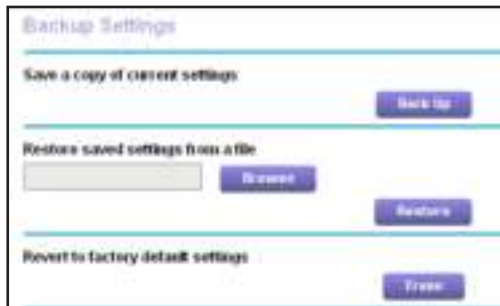 Backup Settings
Save a copy of current settings
Back Up
Restore saved settings from a file
Browse
Restore
Revert to factory default settings
Erase